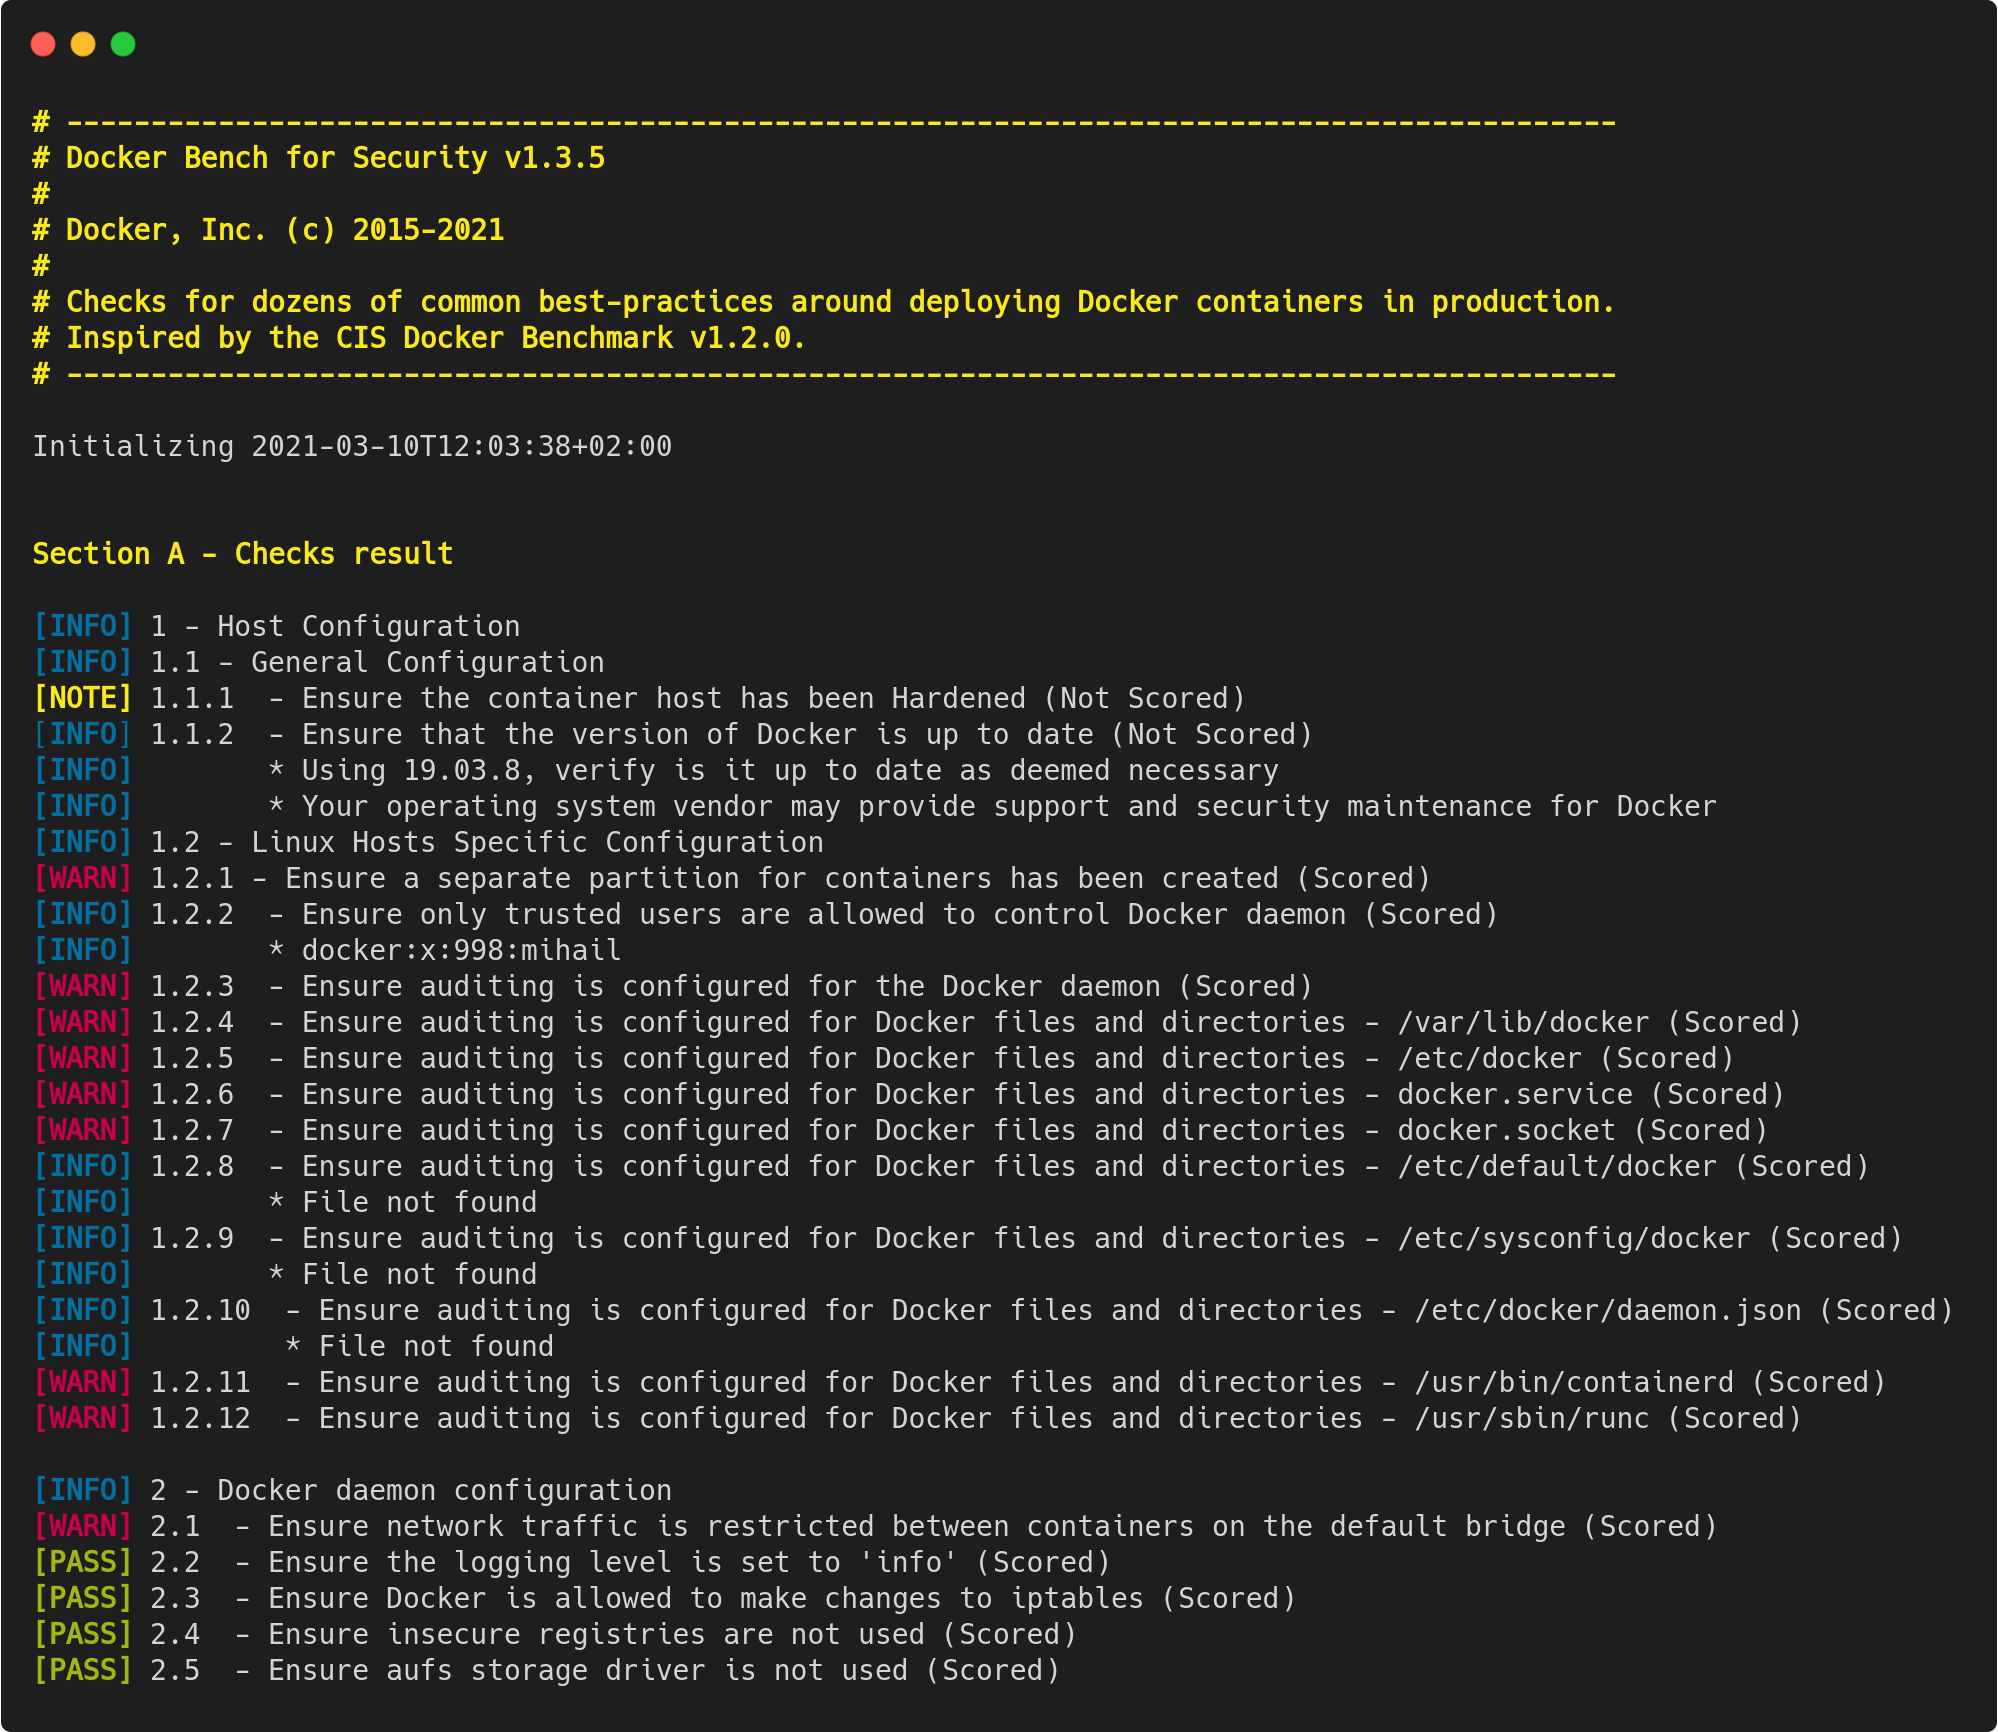 # --------------------------------------------------------------------------------------------
# Docker Bench for Security v1.3.5
#
# Docker, Inc. (c) 2015-2021
#
# Checks for dozens of common best-practices around deploying Docker containers in production.
# Inspired by the CIS Docker Benchmark v1.2.0.
# --------------------------------------------------------------------------------------------
Initializing 2021-03-10T12:03:38+02:00
Section A - Checks result
[INFO] 1 - Host Configuration
[INFO] 1.1 - General Configuration
[NOTE] 1.1.1  - Ensure the container host has been Hardened (Not Scored)
[INFO] 1.1.2  - Ensure that the version of Docker is up to date (Not Scored)
[INFO]        * Using 19.03.8, verify is it up to date as deemed necessary
[INFO]        * Your operating system vendor may provide support and security maintenance for Docker
[INFO] 1.2 - Linux Hosts Specific Configuration
[WARN] 1.2.1 - Ensure a separate partition for containers has been created (Scored)
[INFO] 1.2.2  - Ensure only trusted users are allowed to control Docker daemon (Scored)
[INFO]        * docker:x:998:mihail
[WARN] 1.2.3  - Ensure auditing is configured for the Docker daemon (Scored)
[WARN] 1.2.4  - Ensure auditing is configured for Docker files and directories - /var/lib/docker (Scored)
[WARN] 1.2.5  - Ensure auditing is configured for Docker files and directories - /etc/docker (Scored)
[WARN] 1.2.6  - Ensure auditing is configured for Docker files and directories - docker.service (Scored)
[WARN] 1.2.7  - Ensure auditing is configured for Docker files and directories - docker.socket (Scored)
[INFO] 1.2.8  - Ensure auditing is configured for Docker files and directories - /etc/default/docker (Scored)
[INFO]        * File not found
[INFO] 1.2.9  - Ensure auditing is configured for Docker files and directories - /etc/sysconfig/docker (Scored)
[INFO]        * File not found
[INFO] 1.2.10  - Ensure auditing is configured for Docker files and directories - /etc/docker/daemon.json (Scored)
[INFO]         * File not found
[WARN] 1.2.11  - Ensure auditing is configured for Docker files and directories - /usr/bin/containerd (Scored)
[WARN] 1.2.12  - Ensure auditing is configured for Docker files and directories - /usr/sbin/runc (Scored)
[INFO] 2 - Docker daemon configuration
[WARN] 2.1  - Ensure network traffic is restricted between containers on the default bridge (Scored)
[PASS] 2.2  - Ensure the logging level is set to 'info' (Scored)
[PASS] 2.3  - Ensure Docker is allowed to make changes to iptables (Scored)
[PASS] 2.4  - Ensure insecure registries are not used (Scored)
[PASS] 2.5  - Ensure aufs storage driver is not used (Scored)